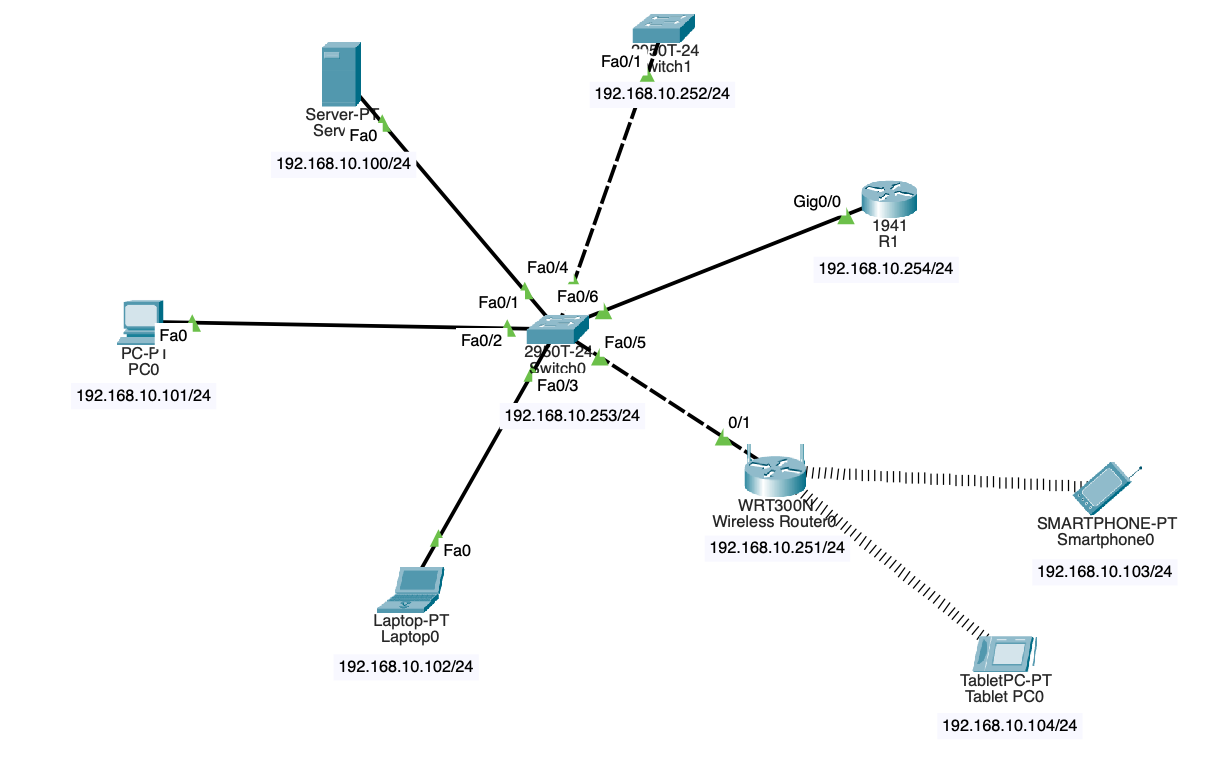 2950T-24
Fa0/1
witch1
192.168.10.252/24
Server-PT
Serv
Fa0
192.168.10.100/24
Gig0/0
1941
R1
192.168.10.254/24
Fa0/4
Fa0/1
Fa0/6
Fa0
Fa0/2
PC-PT
PC0
192.168.10.101/24
Fa0/5
2950T-24
Switch0
Fa0/3
192.168.10.253/24
0/1
WRT300N
Wireless Router0
192.168.10.251/24
SMARTPHONE-PT
Smartphone0
192.168.10.103/24
Fa0
Laptop-PT
Laptop0
192.168.10.102/24
TabletPC-PT
Tablet PC0
192.168.10.104/24